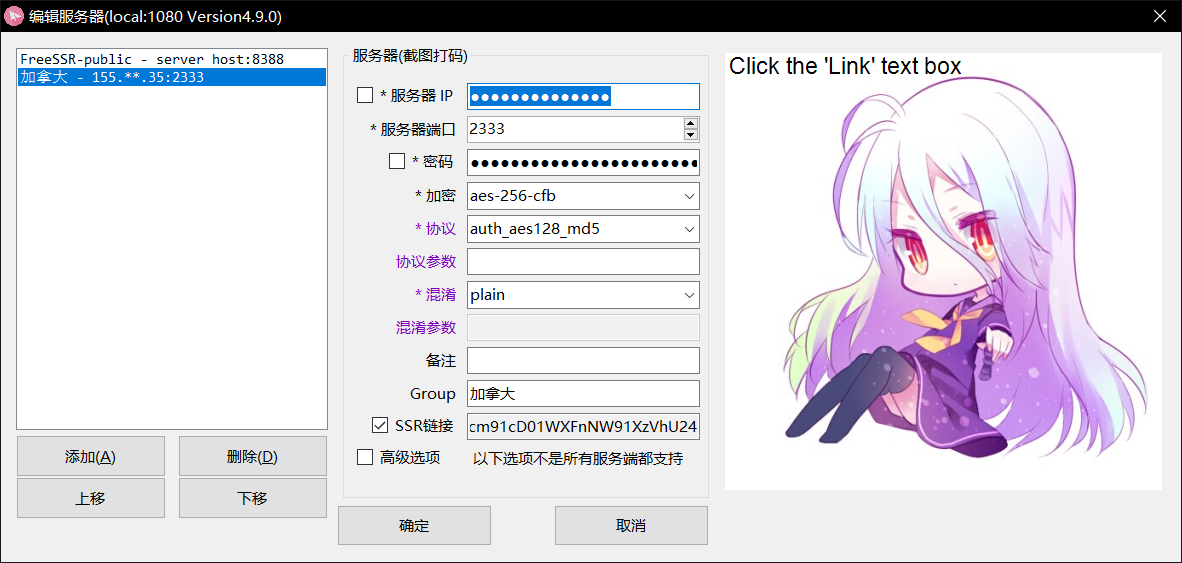 编辑服务器(local:1080 Version4.9.0)
FreeSSR-public - server host:8388
加拿大 - 155.**.35:2333
服务器(截图打码)
* 服务器 IP ●●●●●●●●●●●●●●
* 服务器端口 2333
* 密码 ●●●●●●●●●●●●●●●●●●●●●●●
* 加密 aes-256-cfb
* 协议 auth_aes128_md5
协议参数
* 混淆 plain
混淆参数
备注
Group 加拿大
SSR链接 cm91cD01WXFnNW91XzVhU24
高级选项 以下选项不是所有服务端都支持
添加(A) 删除(D)
上移 下移
确定 取消
Click the 'Link' text box